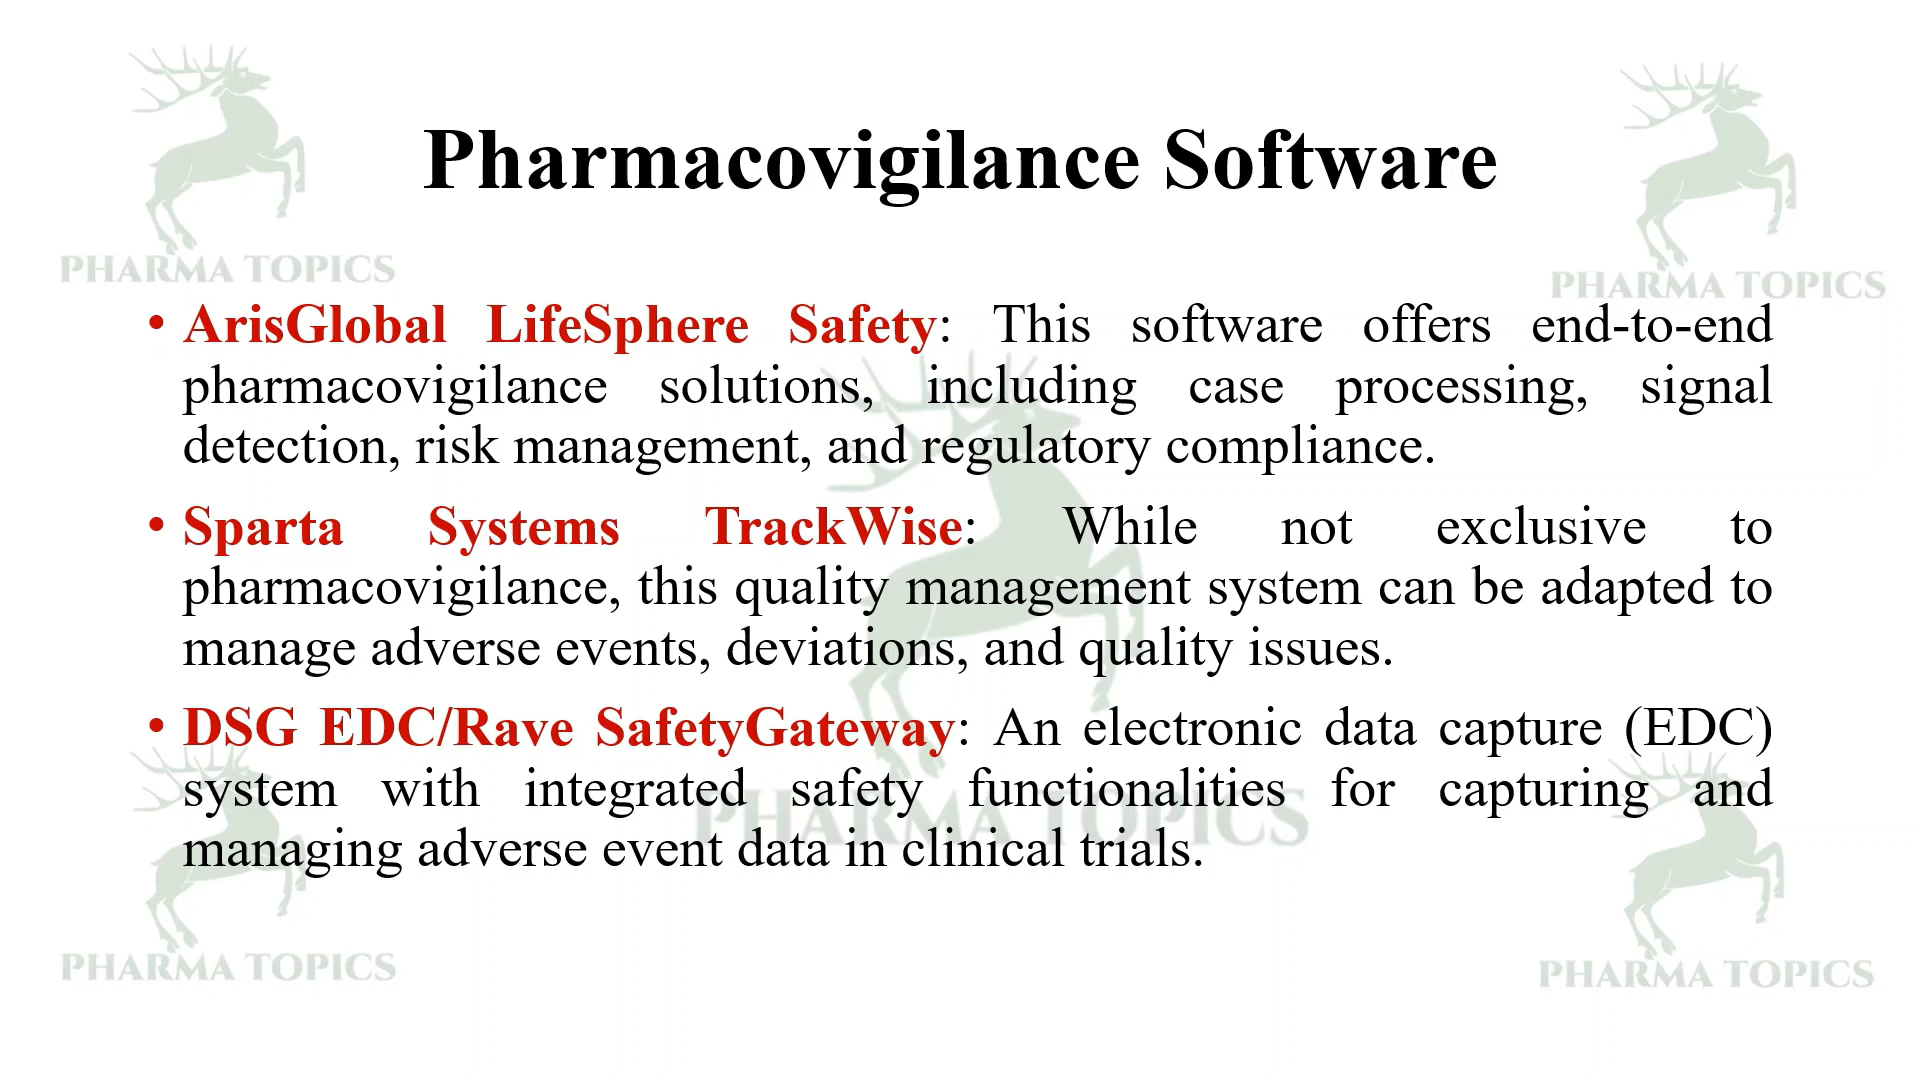 Pharmacovigilance Software
PHARMA TOPICS
PHARMA TOPICS
• ArisGlobal LifeSphere Safety: This software offers end-to-end
pharmacovigilance solutions, including case processing, signal
detection, risk management, and regulatory compliance.
• Sparta Systems TrackWise: While not exclusive to
pharmacovigilance, this quality management system can be adapted to
manage adverse events, deviations, and quality issues.
• DSG EDC/Rave SafetyGateway: An electronic data capture (EDC)
system with integrated safety functionalities for capturing and
PHARMA TOPICS
managing adverse event data in clinical trials.
PHARMA TOPICS
PHARMA TOPICS